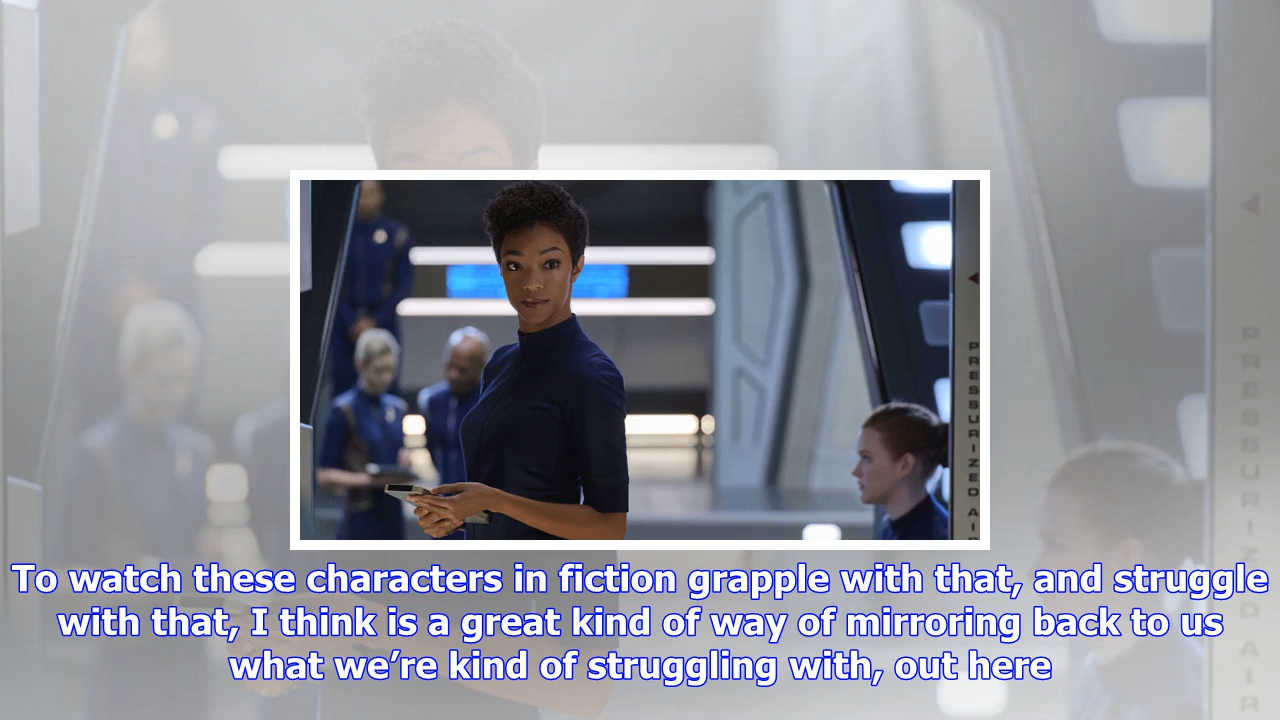 PRESSURIZED AIR
To watch these characters in fiction grapple with that, and struggle
with that, I think is a great kind of way of mirroring back to us
what we’re kind of struggling with, out here